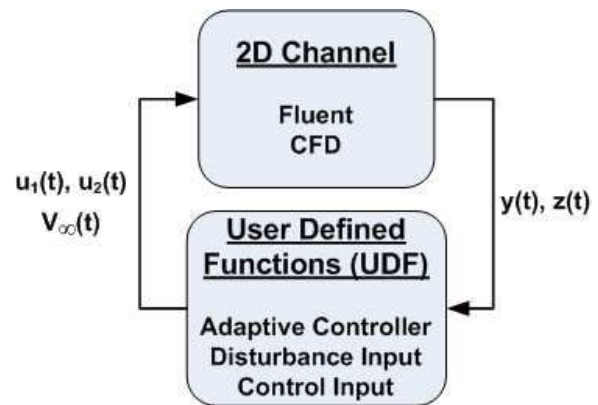 2D Channel
Fluent
CFD
u₁(t), u₂(t)
V∞(t)
y(t), z(t)
User Defined
Functions (UDF)
Adaptive Controller
Disturbance Input
Control Input